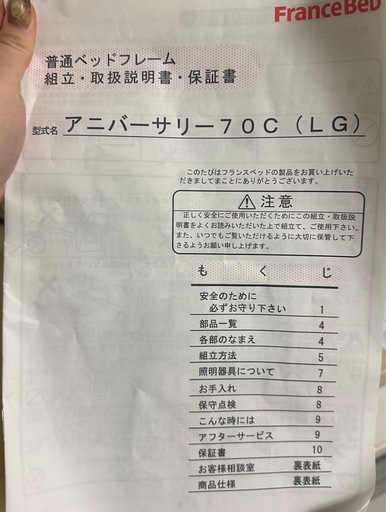 FranceBed
普通ベッドフレーム
組立・取扱説明書・保証書
型式名 アニバーサリー70C（LG）
このたびはフランスベッドの製品をお買い上げいた
だきましてまことにありがとうございます。
⚠注意
正しく安全にご使用いただくためにこの組立・取扱説
明書をよくお読みいただいた上で組立て、ご使用下さい。
また、いつでもご覧いただけるように大切に保管して下
さるようお願い申し上げます。
もくじ
安全のために
必ずお守り下さい 1
部品一覧 4
各部のなまえ 4
組立方法 5
照明器具について 7
お手入れ 8
保守点検 8
こんな時には 9
アフターサービス 9
保証書 10
お客様相談室 裏表紙
商品仕様 裏表紙